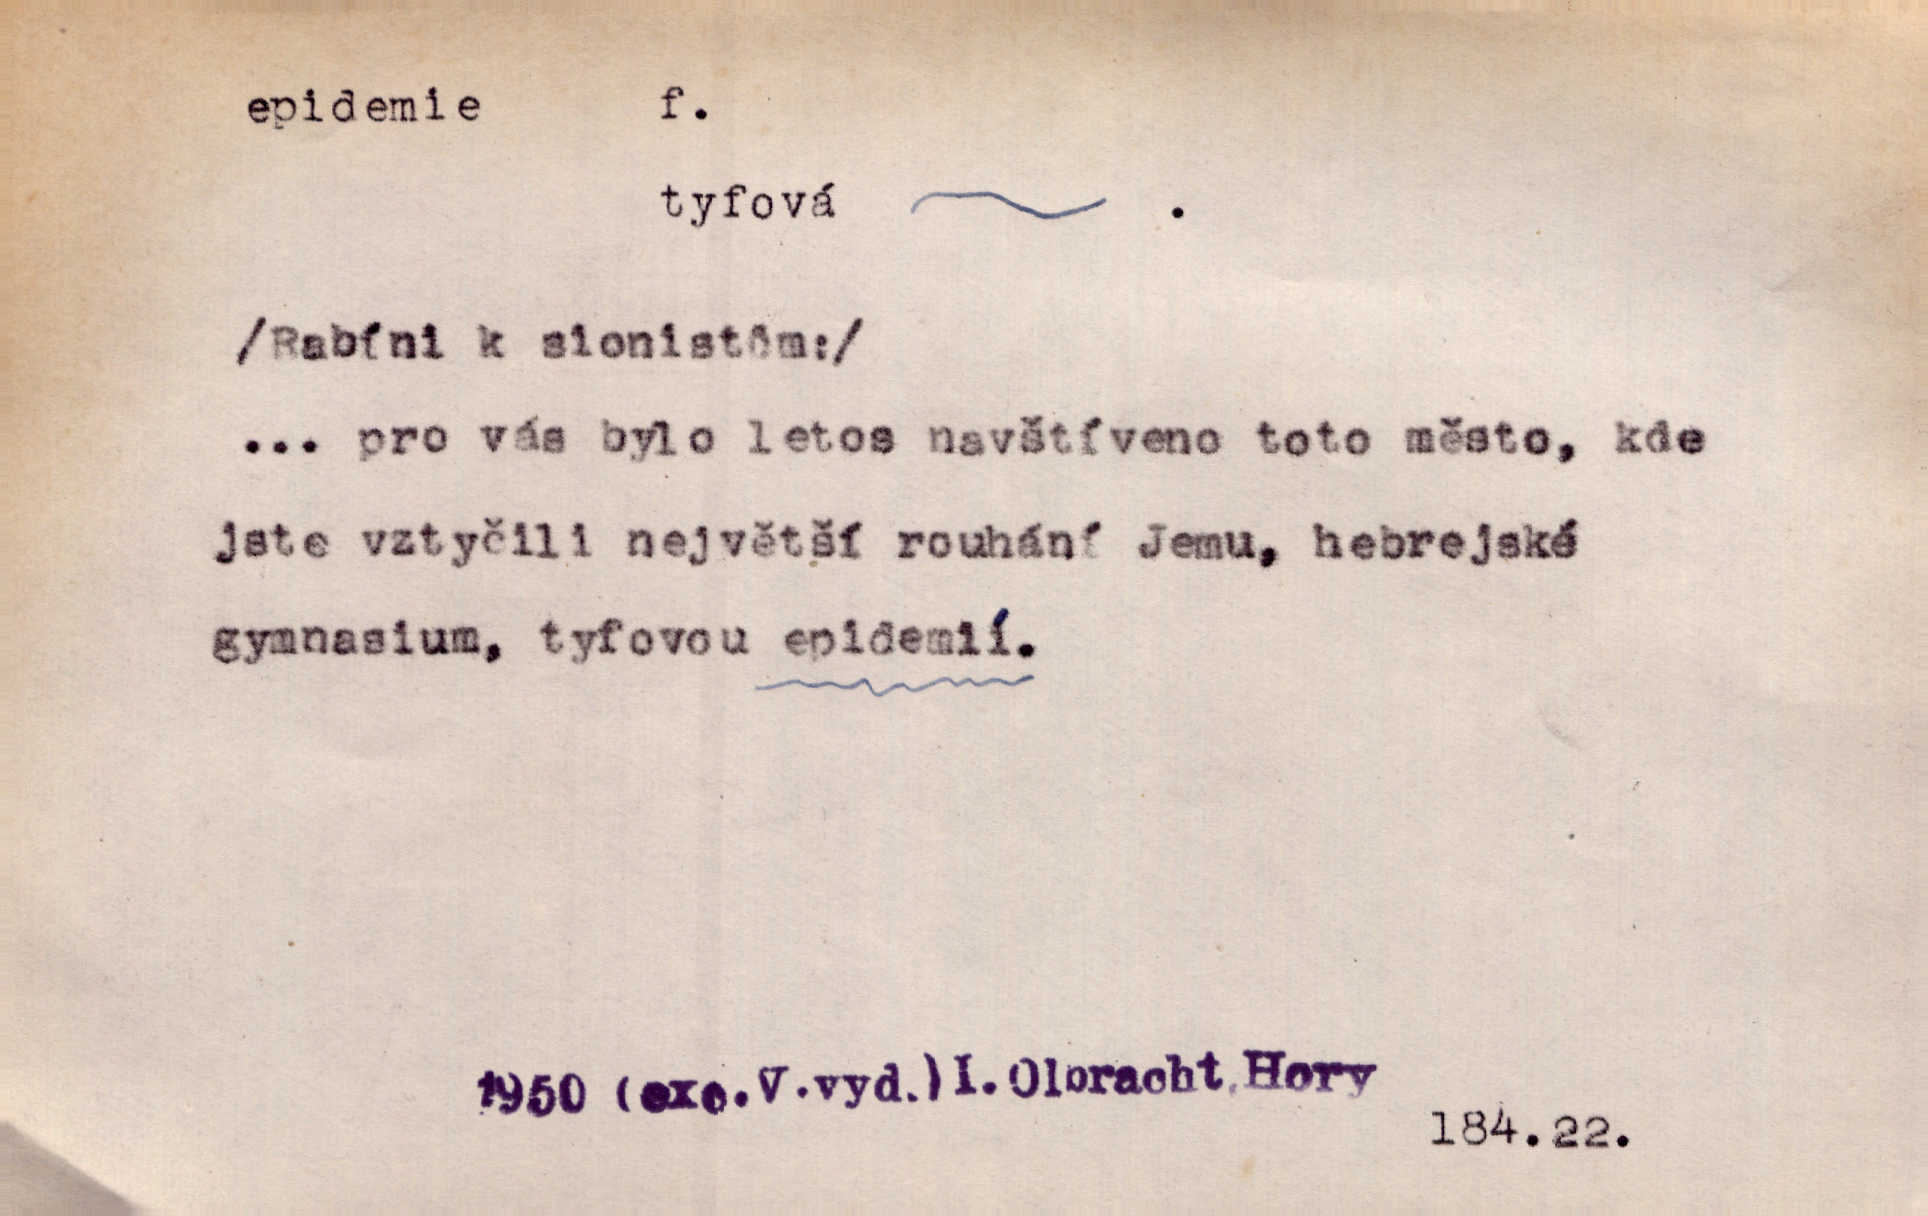 epidemie f.
tyfová .
/Rabíni k sionistům:/
... pro vás bylo letos navštíveno toto město, kde
jste vztyčili největší rouhání Jemu, hebrejské
gymnasium, tyfovou epidemií.
1950 (exc. V. vyd.) I. Olbracht, Hory
184.22.